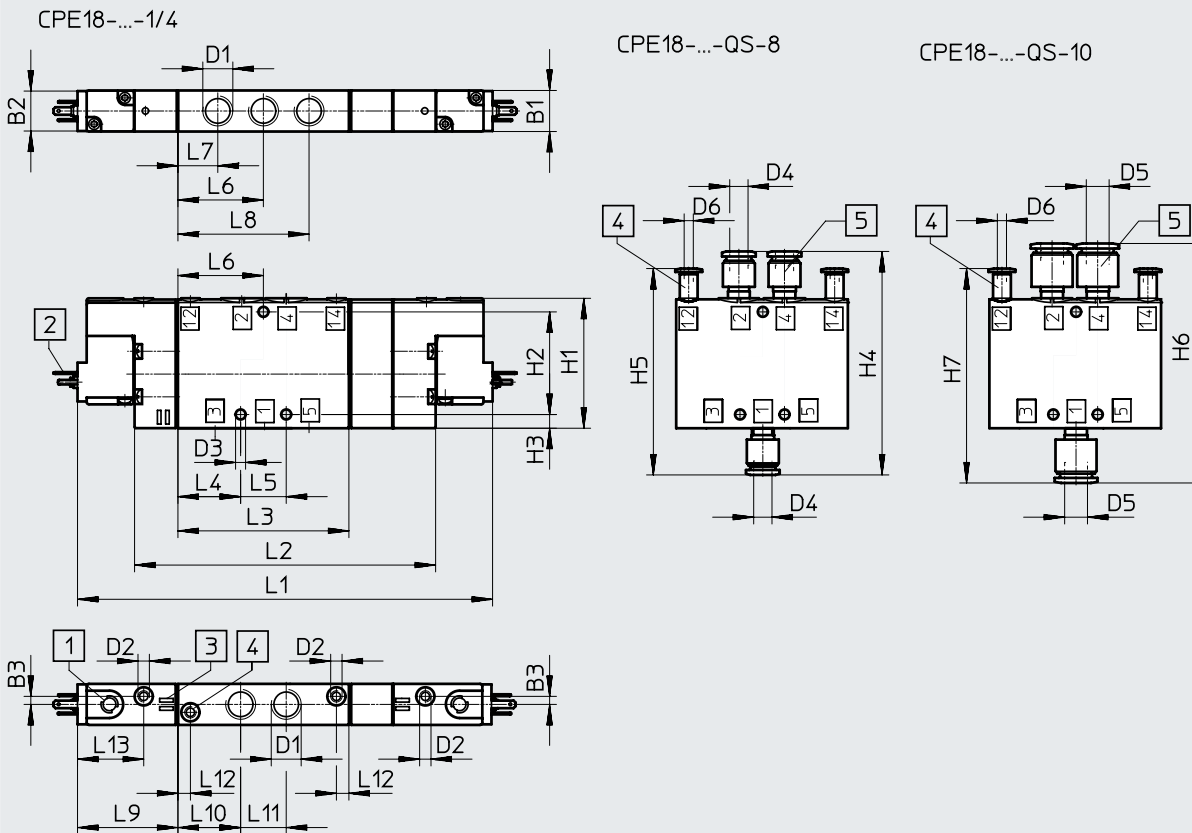 CPE18-...-1/4
CPE18-...-QS-8
CPE18-...-QS-10
D1
B2
B1
L7
L6
L8
L6
2
12
2
4
14
3
1
5
H2
H1
H3
D3
L4
L5
L3
L2
L1
1
D2
3
4
D2
B3
B3
L13
D1
D2
L12
L12
L9
L10
L11
D4
4
D6
5
12
2
4
14
3
1
5
H5
H4
D4
D5
4
D6
5
12
2
4
14
3
1
5
H7
H6
D5